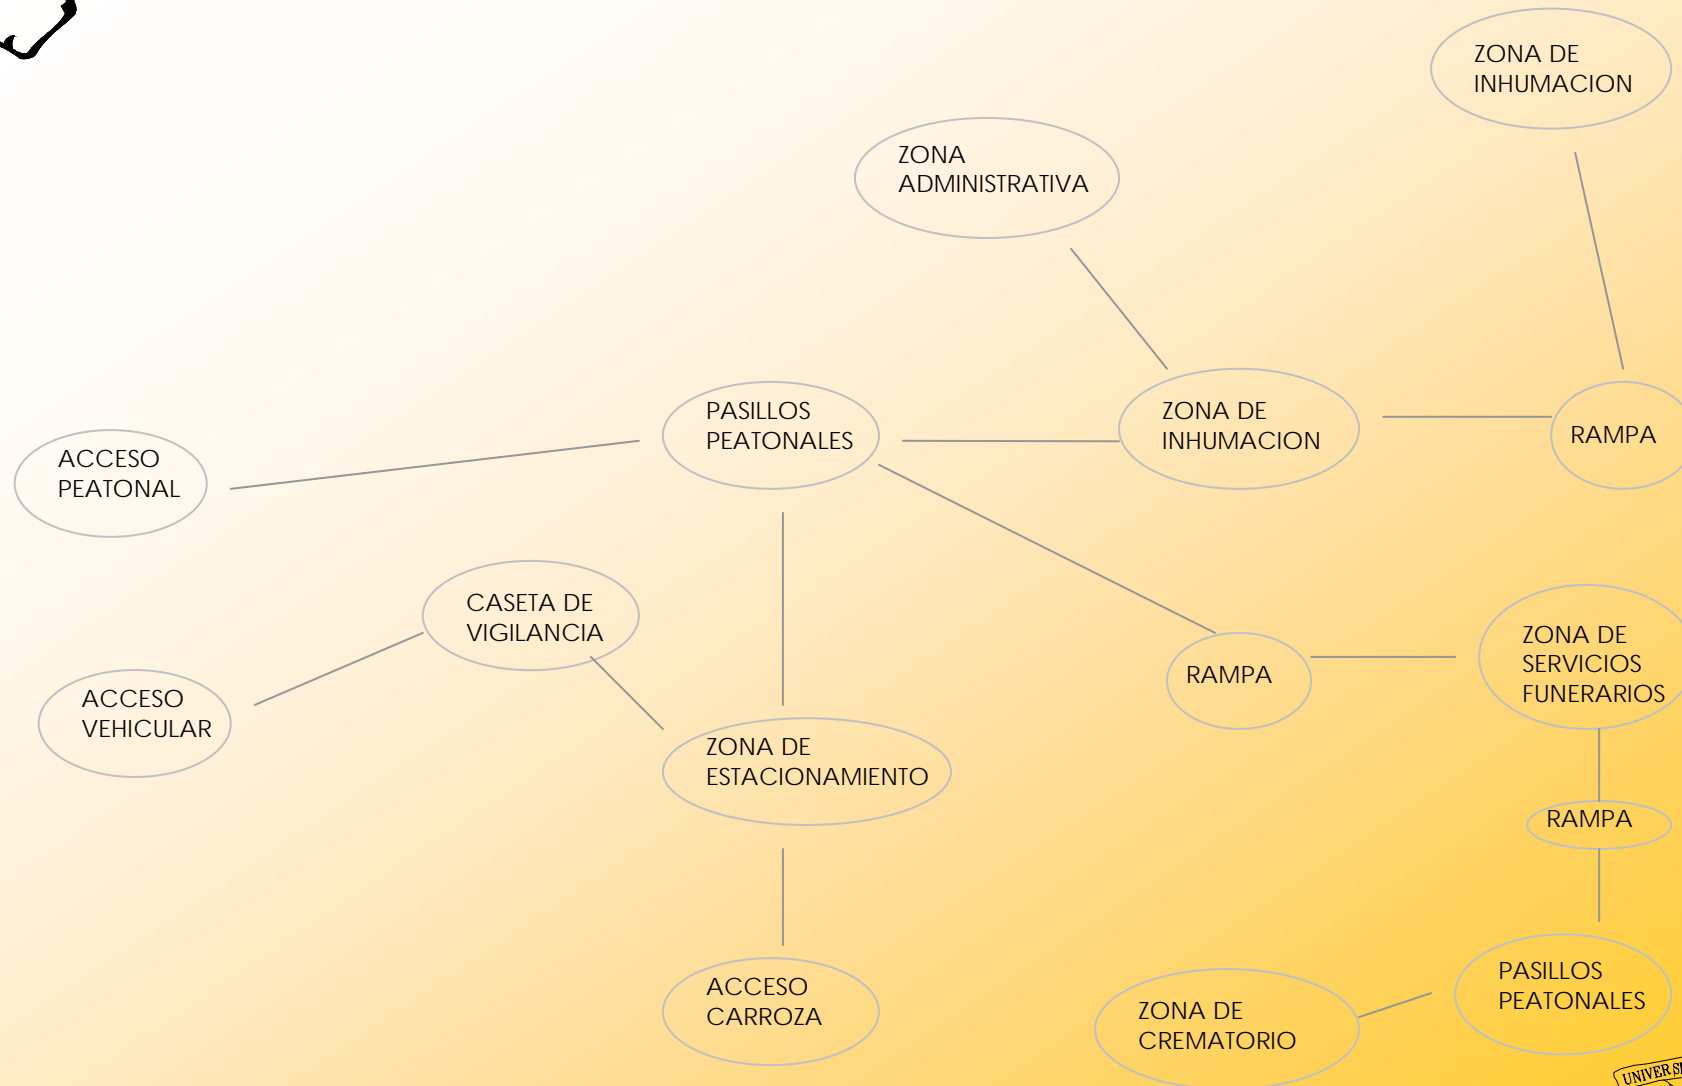 ZONA DE
INHUMACION
ZONA
ADMINISTRATIVA
PASILLOS
PEATONALES
ZONA DE
INHUMACION
RAMPA
ACCESO
PEATONAL
CASETA DE
VIGILANCIA
ZONA DE
SERVICIOS
FUNERARIOS
RAMPA
ACCESO
VEHICULAR
ZONA DE
ESTACIONAMIENTO
RAMPA
PASILLOS
PEATONALES
ACCESO
CARROZA
ZONA DE
CREMATORIO